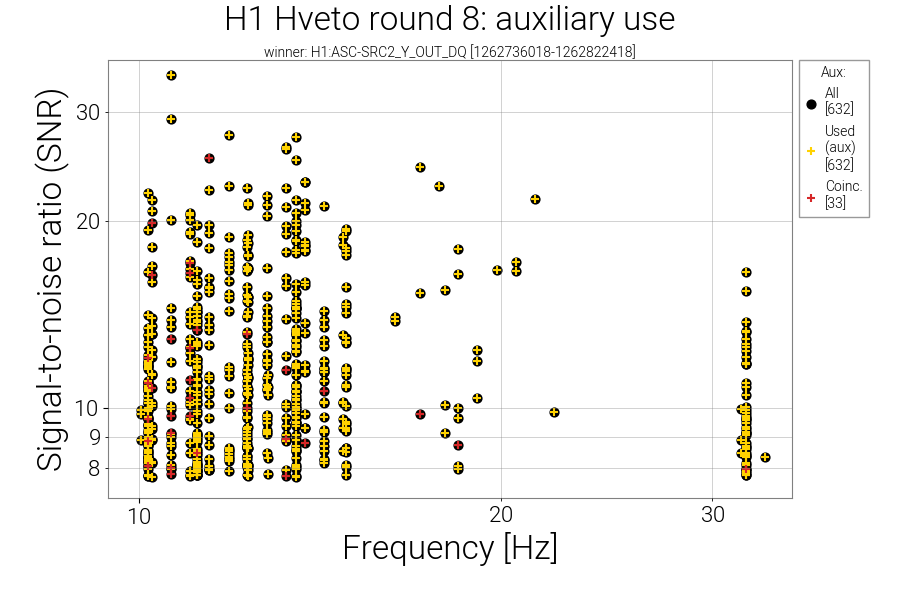 H1 Hveto round 8: auxiliary use
winner: H1:ASC-SRC2_Y_OUT_DQ [1262736018-1262822418]
Signal-to-noise ratio (SNR)
30
20
10
9
8
10
20
30
Frequency [Hz]
Aux:
All
[632]
Used
(aux)
[632]
Coinc.
[33]